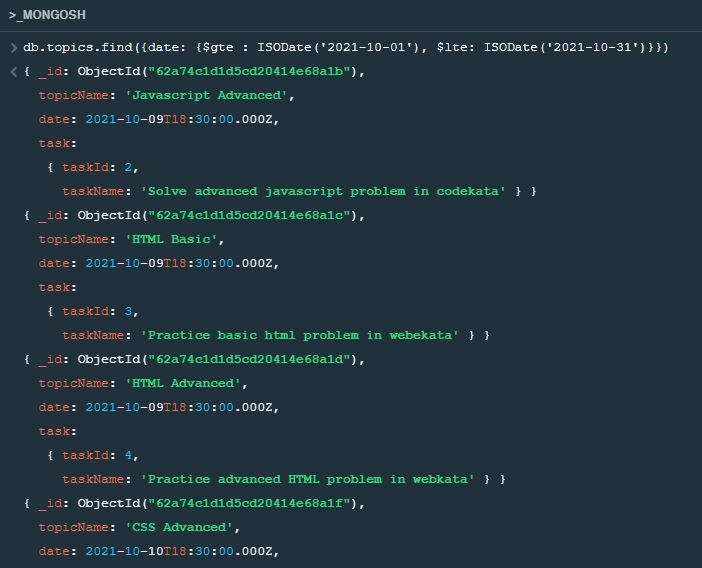 >_MONGOSH
> db.topics.find({date: {$gte : ISODate('2021-10-01'), $lte: ISODate('2021-10-31')}})
< { _id: ObjectId("62a74c1d1d5cd20414e68a1b"),
topicName: 'Javascript Advanced',
date: 2021-10-09T18:30:00.000Z,
task:
{ taskId: 2,
taskName: 'Solve advanced javascript problem in codekata' } }
{ _id: ObjectId("62a74c1d1d5cd20414e68a1c"),
topicName: 'HTML Basic',
date: 2021-10-09T18:30:00.000Z,
task:
{ taskId: 3,
taskName: 'Practice basic html problem in webekata' } }
{ _id: ObjectId("62a74c1d1d5cd20414e68a1d"),
topicName: 'HTML Advanced',
date: 2021-10-09T18:30:00.000Z,
task:
{ taskId: 4,
taskName: 'Practice advanced HTML problem in webkata' } }
{ _id: ObjectId("62a74c1d1d5cd20414e68a1f"),
topicName: 'CSS Advanced',
date: 2021-10-10T18:30:00.000Z,